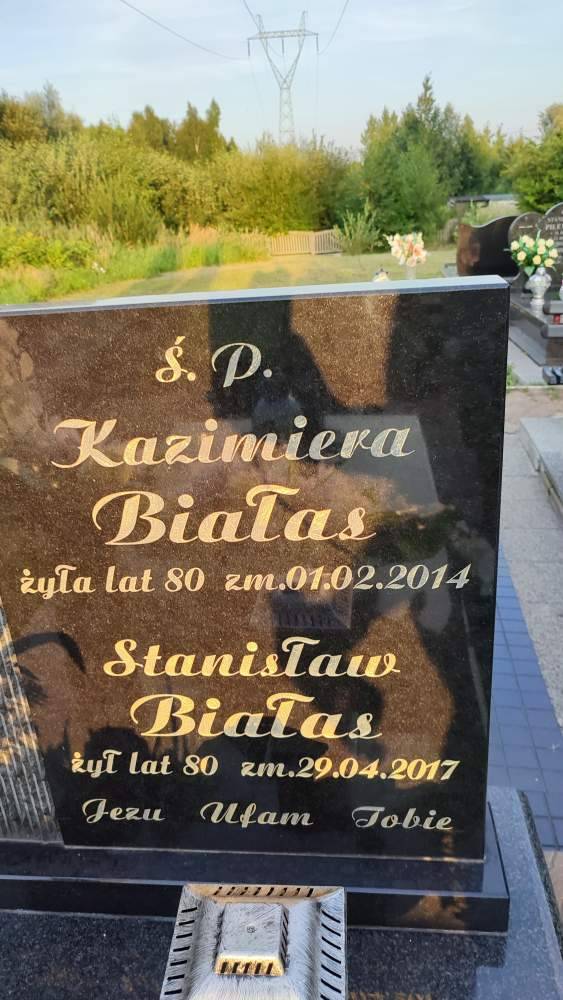 Ś. P.
Kazimiera
Białas
żyła lat 80 zm.01.02.2014
Stanisław
Białas
żył lat 80 zm.29.04.2017
Jezu Ufam Tobie